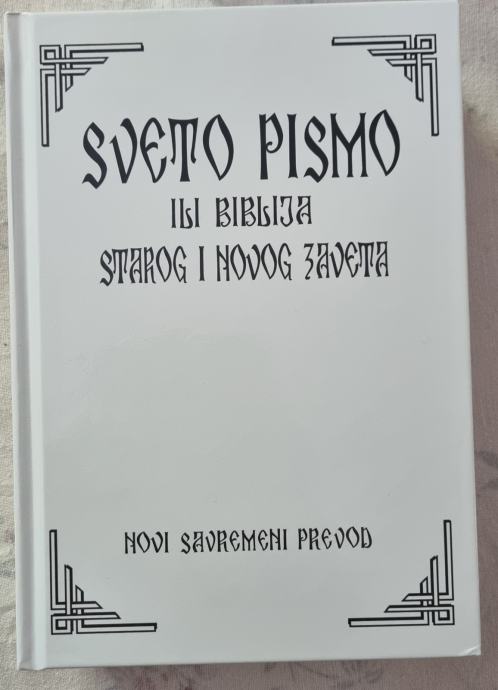 SVETO PISMO
ILI BIBLIJA
STAROG I NOVOG ZAVETA
NOVI SAVREMENI PREVOD